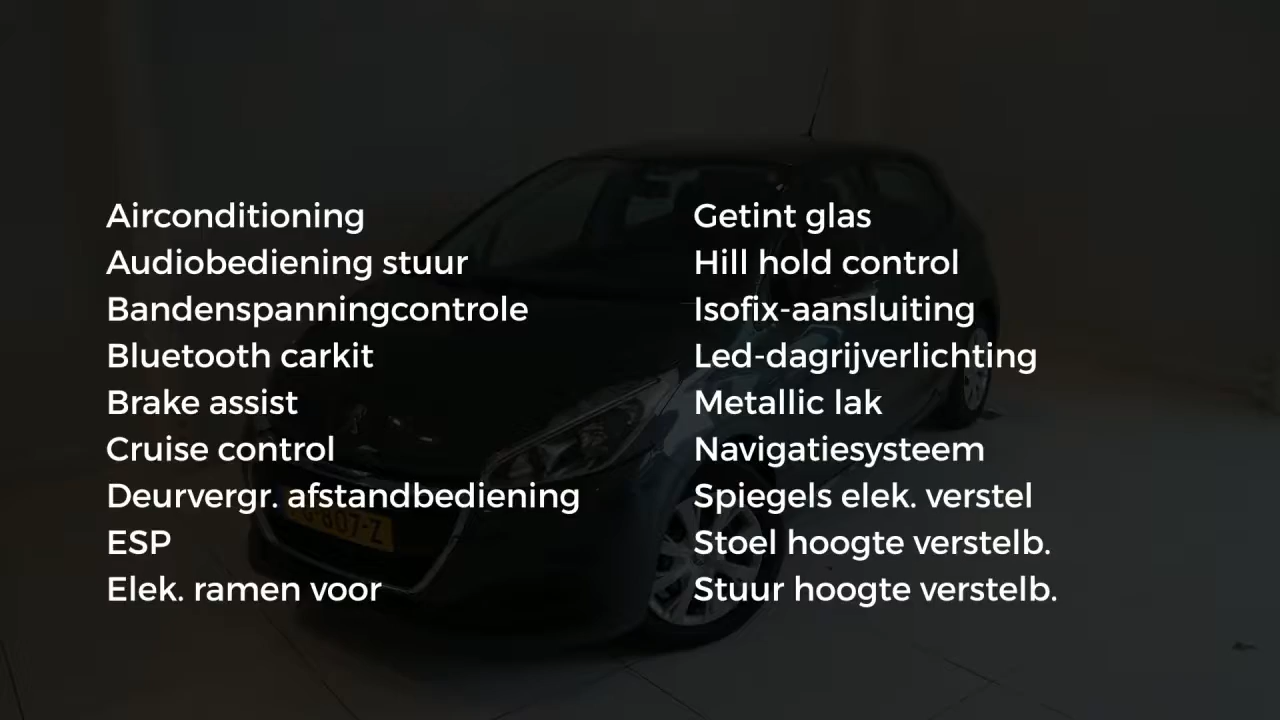 Airconditioning
Audiobediening stuur
Bandenspanningcontrole
Bluetooth carkit
Brake assist
Cruise control
Deurvergr. afstandbediening
ESP
Elek. ramen voor
Getint glas
Hill hold control
Isofix-aansluiting
Led-dagrijverlichting
Metallic lak
Navigatiesysteem
Spiegels elek. verstel
Stoel hoogte verstelb.
Stuur hoogte verstelb.